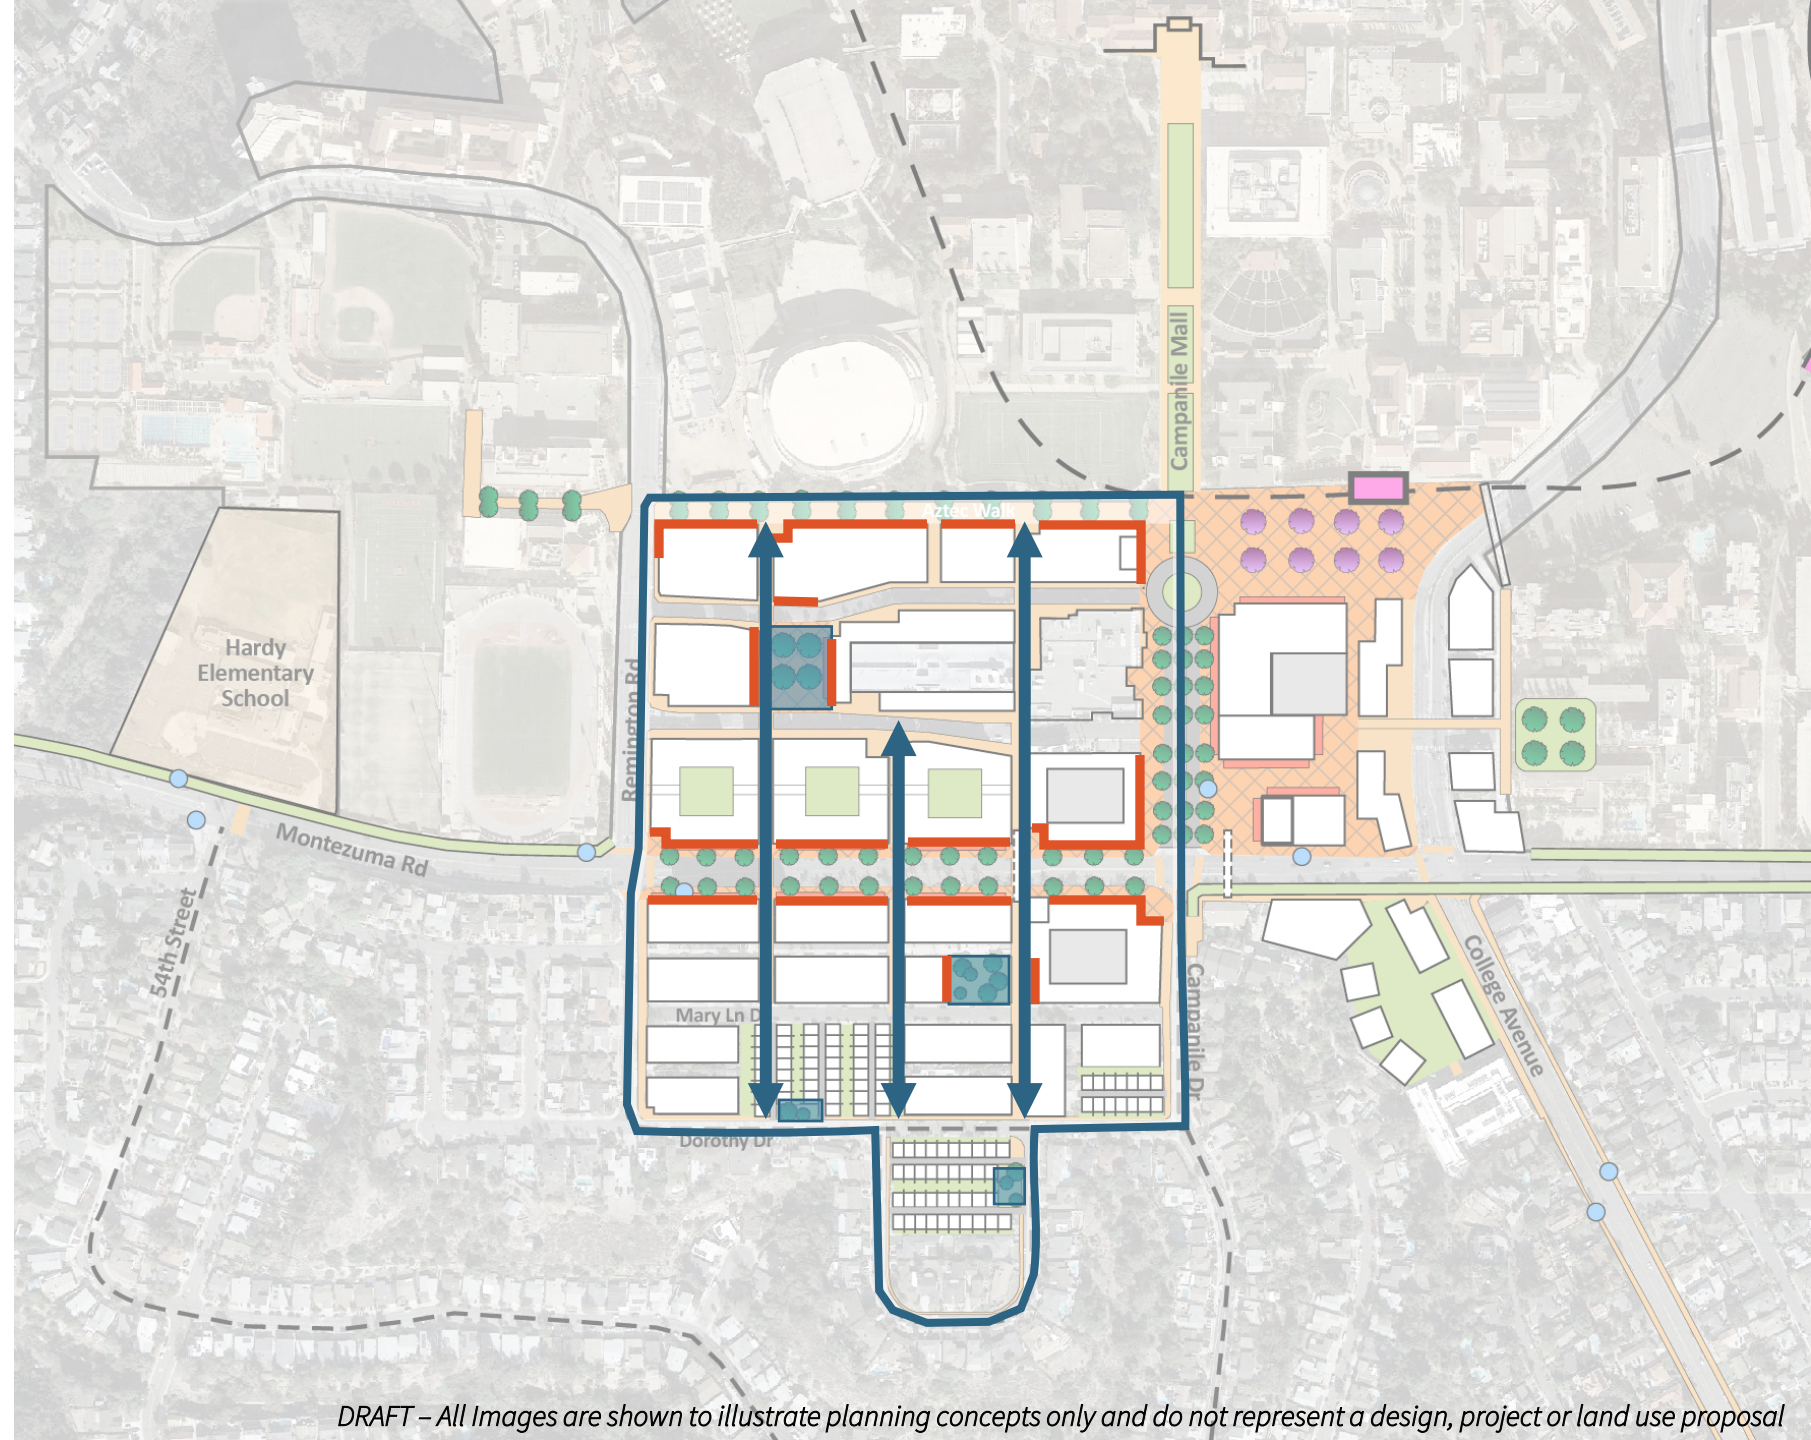 Campanile Mall
Aztec Walk
Hardy
Elementary
School
Remington Rd
Montezuma Rd
54th Street
Mary Ln D
Campanile Dr
College Avenue
Dorothy Dr
DRAFT – All Images are shown to illustrate planning concepts only and do not represent a design, project or land use proposal